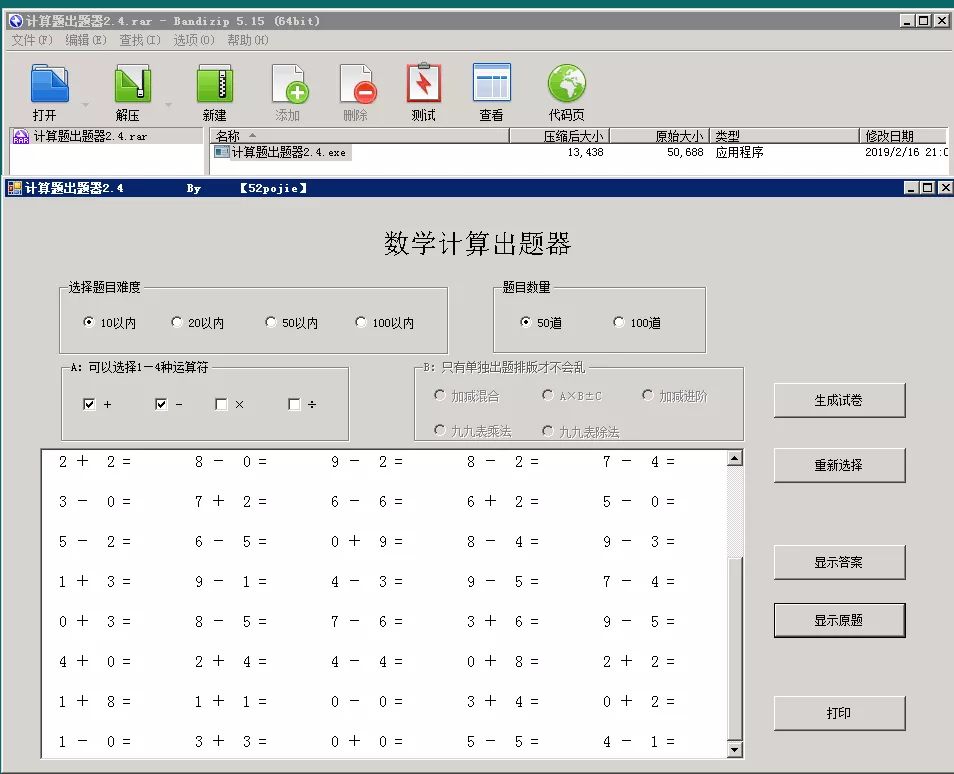 计算题出题器2.4.rar - Bandizip 5.15 (64bit)
文件(F) 编辑(E) 查找(I) 选项(O) 帮助(H)
打开 解压 新建 添加 删除 测试 查看 代码页
计算题出题器2.4.rar 名称 压缩后大小 原始大小 类型 修改日期
计算题出题器2.4.exe 13,438 50,688 应用程序 2019/2/16 21:0
计算题出题器2.4 By 【52pojie】
数学计算出题器
选择题目难度 题目数量
10以内 20以内 50以内 100以内 50道 100道
A: 可以选择1－4种运算符 B: 只有单独出题排版才不会乱
+ - × ÷ 加减混合 A×B±C 加减进阶
九九表乘法 九九表除法
生成试卷
重新选择
显示答案
显示原题
打印
2 + 2 = 8 - 0 = 9 - 2 = 8 - 2 = 7 - 4 =
3 - 0 = 7 + 2 = 6 - 6 = 6 + 2 = 5 - 0 =
5 - 2 = 6 - 5 = 0 + 9 = 8 - 4 = 9 - 3 =
1 + 3 = 9 - 1 = 4 - 3 = 9 - 5 = 7 - 4 =
0 + 3 = 8 - 5 = 7 - 6 = 3 + 6 = 9 - 5 =
4 + 0 = 2 + 4 = 4 - 4 = 0 + 8 = 2 + 2 =
1 + 8 = 1 + 1 = 0 - 0 = 3 + 4 = 0 + 2 =
1 - 0 = 3 + 3 = 0 + 0 = 5 - 5 = 4 - 1 =